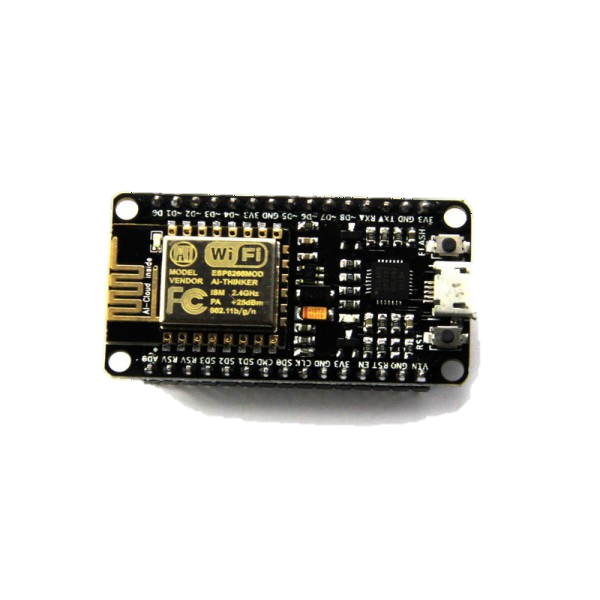 D0 ~D1 ~D2 ~D3 ~D4 3V3 GND ~D5 ~D6 ~D7 ~D8 RX TX GND 3V3
FLASH
Ai
WiFi
MODEL ESP8266MOD
VENDOR AI-THINKER
FC
ISM 2.4GHz
PA +25dBm
802.11b/g/n
Ai-Cloud inside
RST
RSV RSV SD3 SD2 SD1 CMD SD0 CLK GND 3V3 EN RST GND VIN